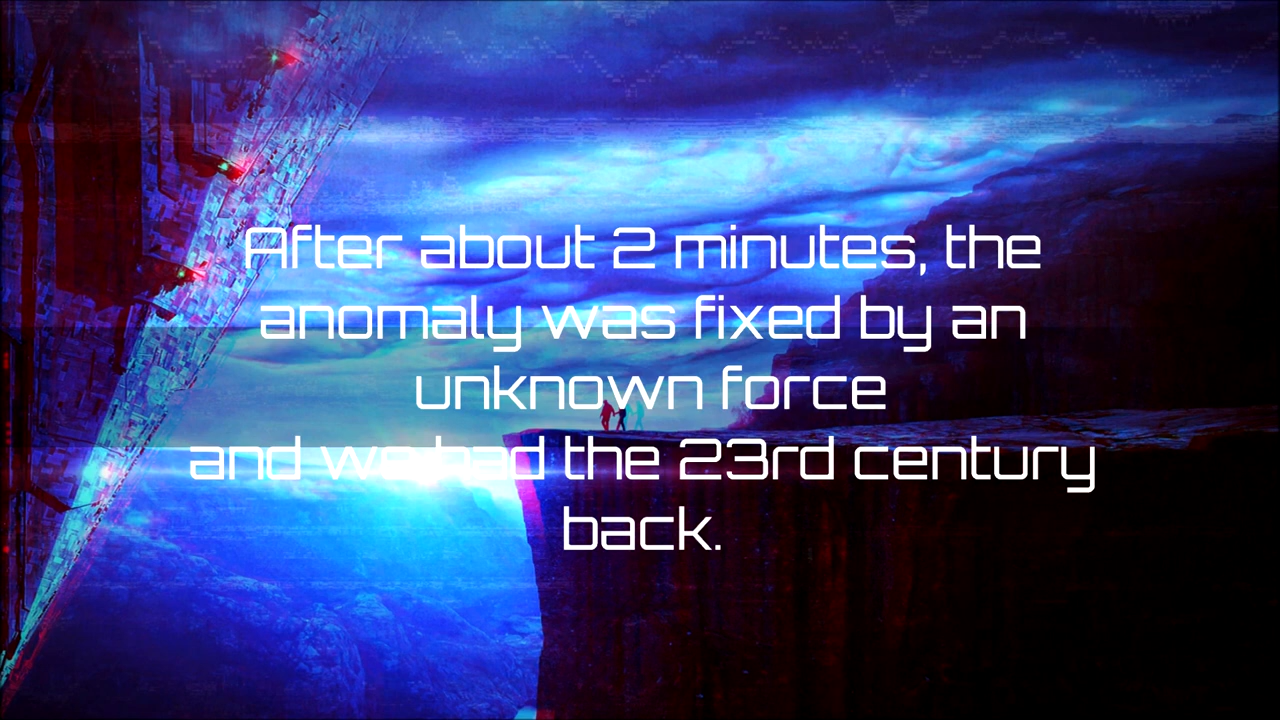 After about 2 minutes, the
anomaly was fixed by an
unknown force
and we had the 23rd century
back.